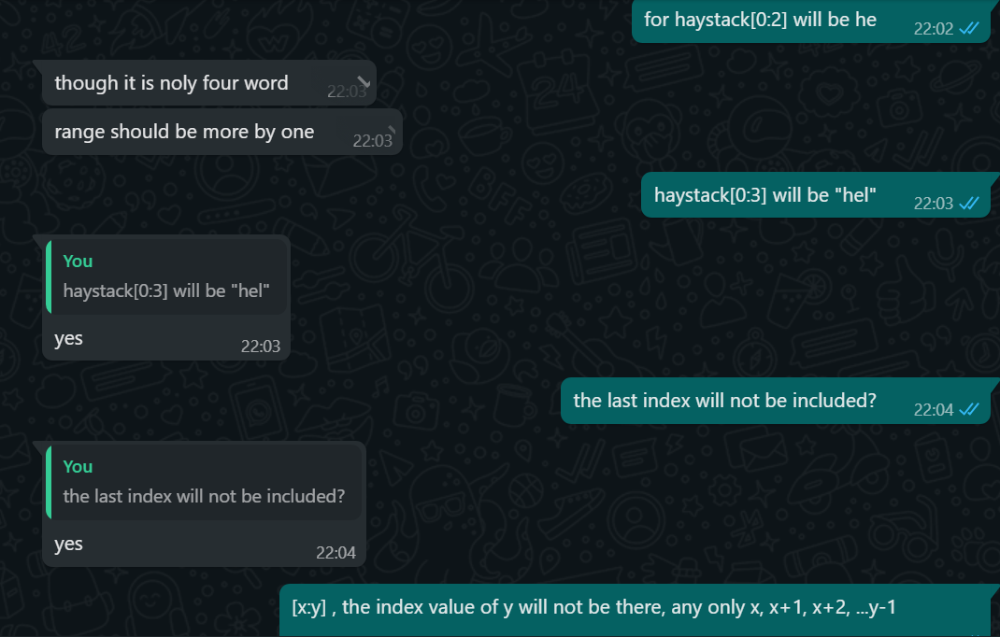 for haystack[0:2] will be he
22:02
though it is noly four word
22:03
range should be more by one
22:03
haystack[0:3] will be "hel"
22:03
You
haystack[0:3] will be "hel"
yes
22:03
the last index will not be included?
22:04
You
the last index will not be included?
yes
22:04
[x:y] , the index value of y will not be there, any only x, x+1, x+2, ...y-1